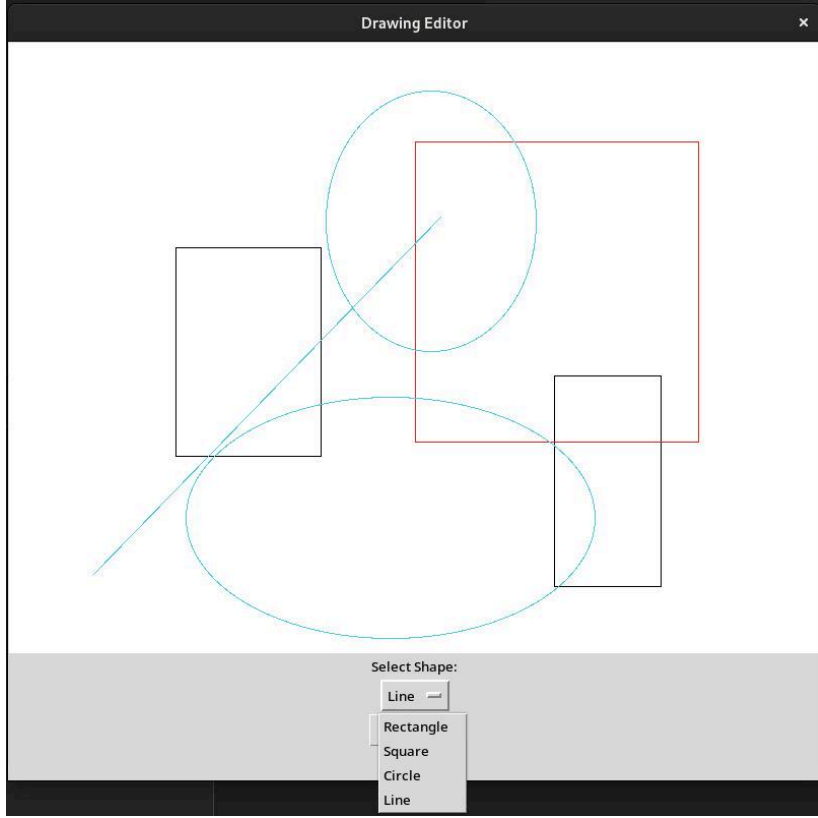 Drawing Editor
Select Shape:
Line
Rectangle
Square
Circle
Line